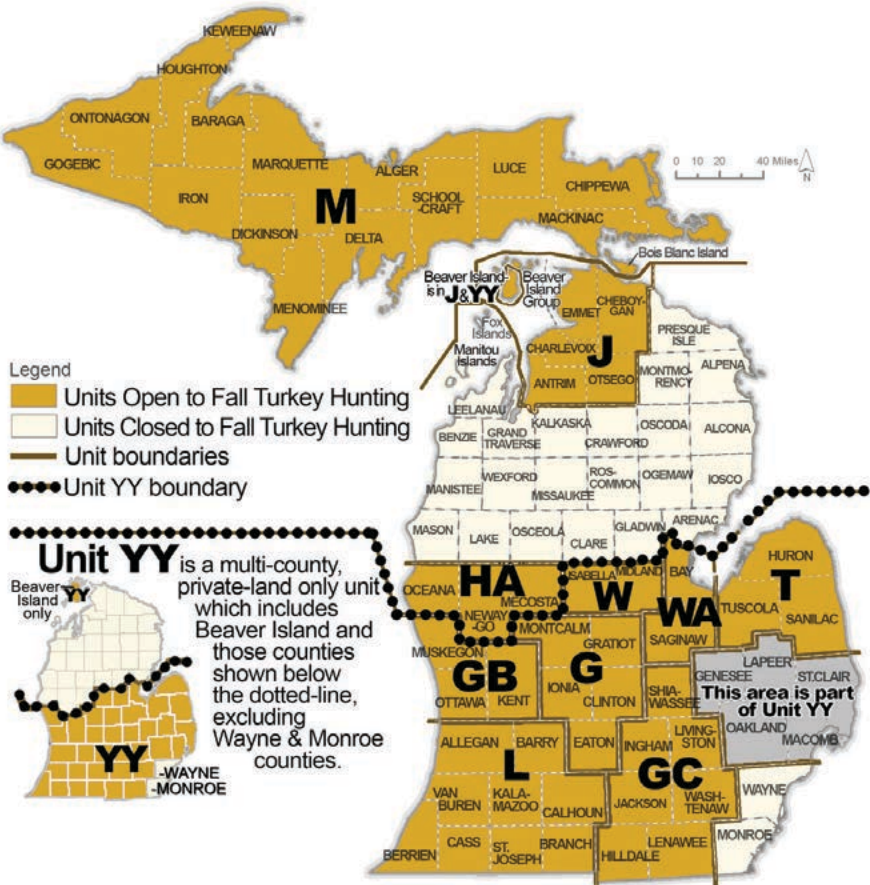 KEWEENAW
HOUGHTON
ONTONAGON
BARAGA
GOGEBIC
MARQUETTE
ALGER
LUCE
0 10 20 40 Miles
N
IRON
M
SCHOOL
-CRAFT
CHIPPEWA
DICKINSON
DELTA
MACKINAC
MENOMINEE
Bois Blanc Island
Beaver Island
is in J & YY
Beaver
Island
Group
EMMET
CHEBOY-
GAN
Fox
Islands
Manitou
Islands
CHARLEVOIX
J
PRESQUE
ISLE
ANTRIM
OTSEGO
MONTMO-
RENCY
ALPENA
Legend
Units Open to Fall Turkey Hunting
Units Closed to Fall Turkey Hunting
Unit boundaries
Unit YY boundary
LEELANAU
BENZIE
GRAND
TRAVERSE
KALKASKA
CRAWFORD
OSCODA
ALCONA
MANISTEE
WEXFORD
MISSAUKEE
ROS-
COMMON
OGEMAW
IOSCO
MASON
LAKE
OSCEOLA
CLARE
GLADWIN
ARENAC
Unit YY is a multi-county,
private-land only unit
which includes
Beaver Island and
those counties
shown below
the dotted-line,
excluding
Wayne & Monroe
counties.
Beaver
Island
only
YY
YY
-WAYNE
-MONROE
OCEANA
HA
MECOSTA
NEWAY
-GO
ISABELLA
MIDLAND
W
BAY
WA
HURON
T
TUSCOLA
SANILAC
MUSKEGON
MONTCALM
GRATIOT
SAGINAW
GB
G
OTTAWA
KENT
IONIA
CLINTON
SHIA-
WASSEE
GENESEE
LAPEER
ST.CLAIR
This area is part
of Unit YY
OAKLAND
MACOMB
ALLEGAN
BARRY
EATON
INGHAM
LIVING-
STON
L
GC
VAN
BUREN
KALA-
MAZOO
CALHOUN
JACKSON
WASH-
TENAW
WAYNE
BERRIEN
CASS
ST.
JOSEPH
BRANCH
HILLDALE
LENAWEE
MONROE